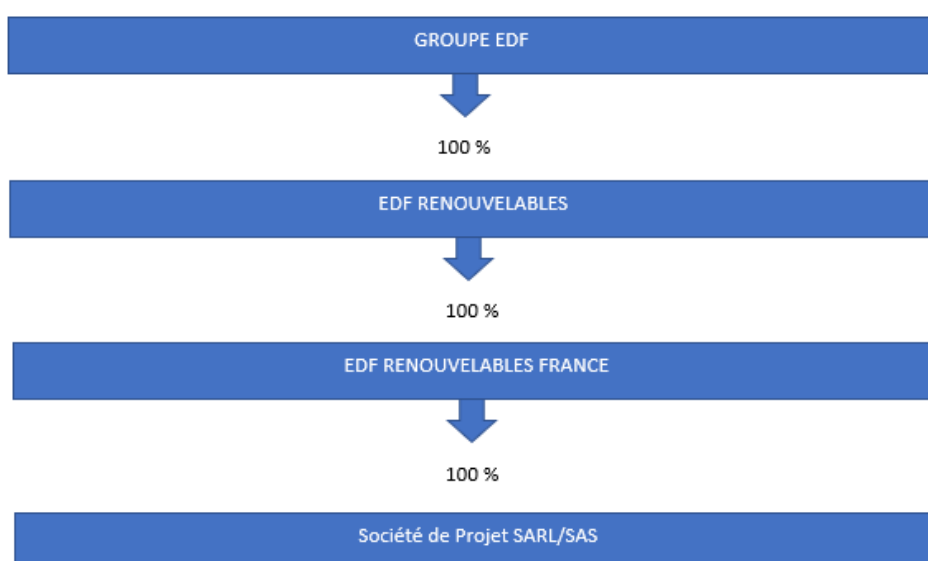 GROUPE EDF
100 %
EDF RENOUVELABLES
100 %
EDF RENOUVELABLES FRANCE
100 %
Société de Projet SARL/SAS